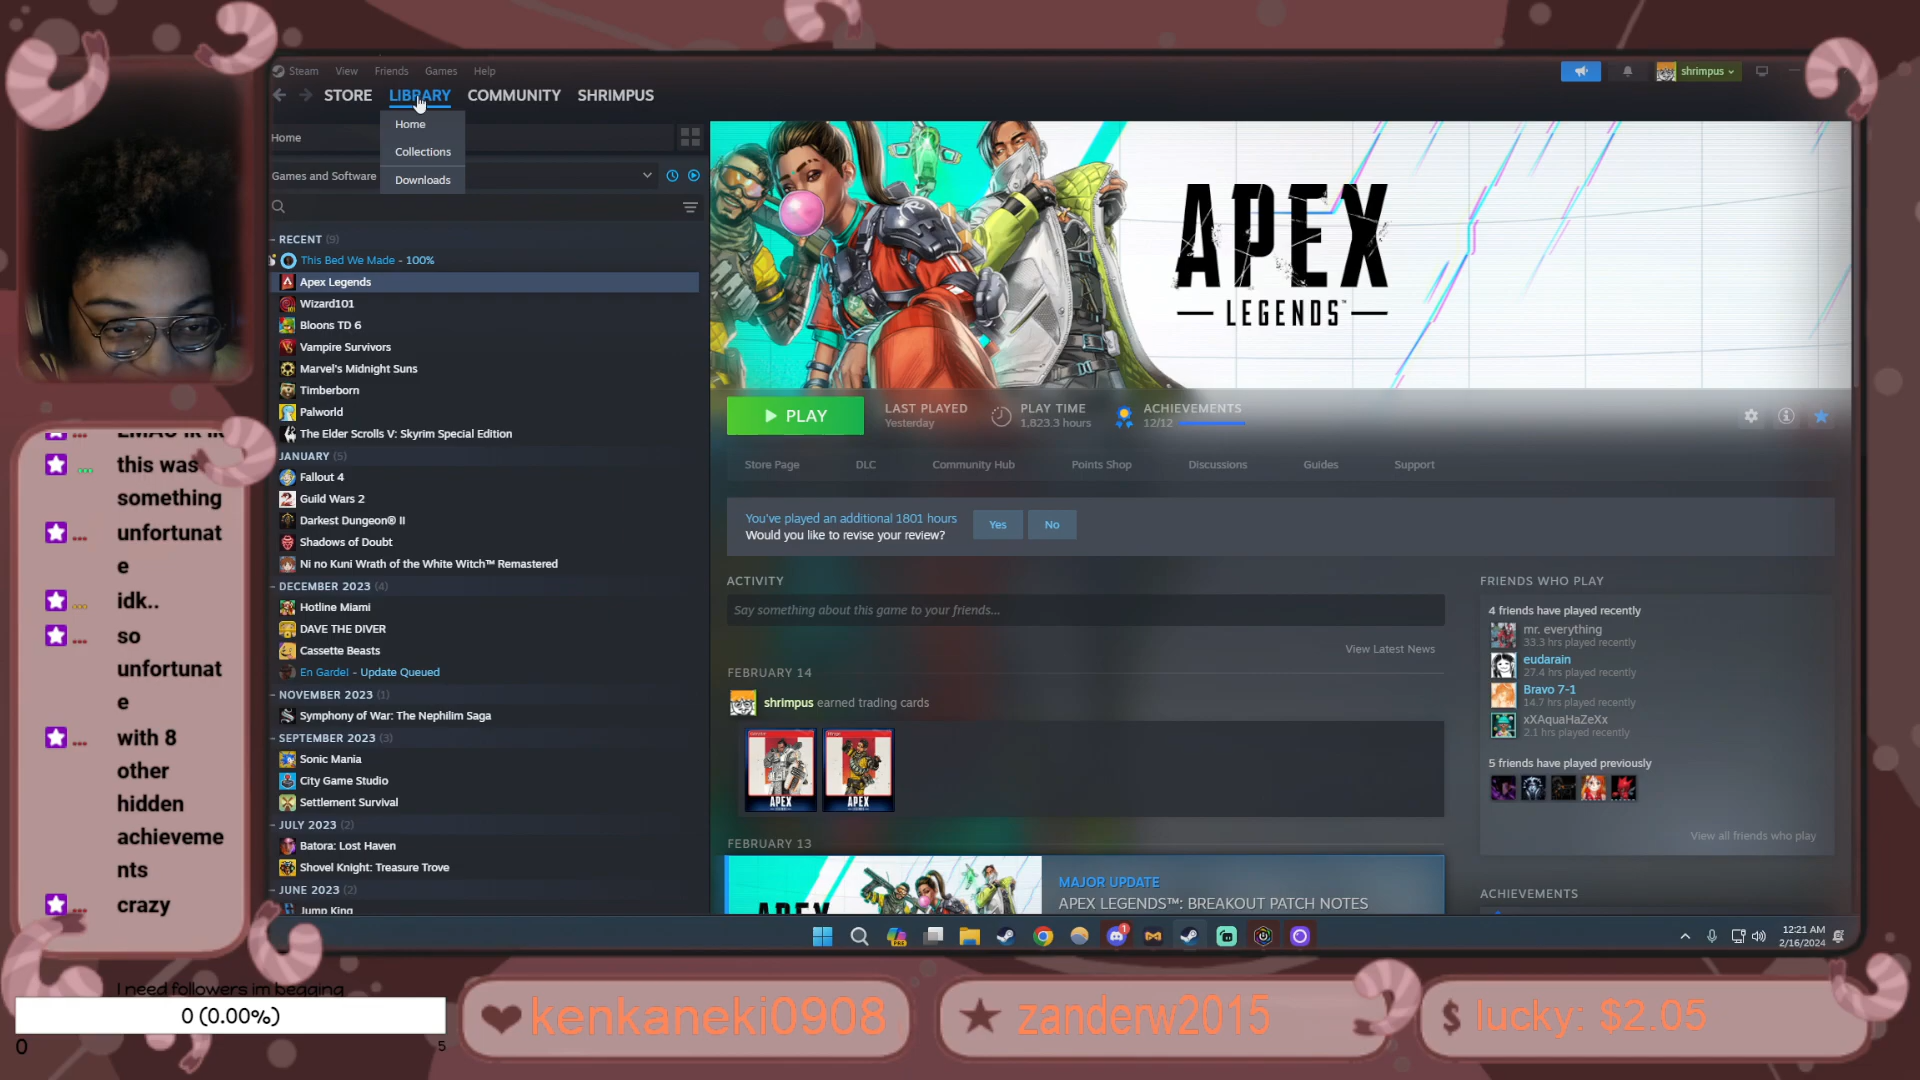 Steam View Friends Games Help
shrimpus
STORE LIBRARY COMMUNITY SHRIMPUS
Home
Home
Collections
Downloads
Games and Software
RECENT (9)
This Bed We Made - 100%
Apex Legends
Wizard101
Bloons TD 6
Vampire Survivors
Marvel's Midnight Suns
Timberborn
Palworld
The Elder Scrolls V: Skyrim Special Edition
JANUARY (5)
Fallout 4
Guild Wars 2
Darkest Dungeon® II
Shadows of Doubt
Ni no Kuni Wrath of the White Witch™ Remastered
DECEMBER 2023 (4)
Hotline Miami
DAVE THE DIVER
Cassette Beasts
En Garde! - Update Queued
NOVEMBER 2023 (1)
Symphony of War: The Nephilim Saga
SEPTEMBER 2023 (3)
Sonic Mania
City Game Studio
Settlement Survival
JULY 2023 (2)
Batora: Lost Haven
Shovel Knight: Treasure Trove
JUNE 2023 (2)
Jump King
APEX
LEGENDS™
PLAY
LAST PLAYED
Yesterday
PLAY TIME
1,823.3 hours
ACHIEVEMENTS
12/12
Store Page DLC Community Hub Points Shop Discussions Guides Support
You've played an additional 1801 hours
Would you like to revise your review?
Yes No
ACTIVITY
Say something about this game to your friends...
View Latest News
FEBRUARY 14
shrimpus earned trading cards
APEX APEX
FEBRUARY 13
MAJOR UPDATE
APEX LEGENDS™: BREAKOUT PATCH NOTES
FRIENDS WHO PLAY
4 friends have played recently
mr. everything
33.3 hrs played recently
eudarain
27.4 hrs played recently
Bravo 7-1
14.7 hrs played recently
xXAquaHaZeXx
2.1 hrs played recently
5 friends have played previously
View all friends who play
ACHIEVEMENTS
this was
something
unfortunat
e
idk..
so
unfortunat
e
with 8
other
hidden
achieveme
nts
crazy
12:21 AM
2/16/2024
I need followers im begging
0 (0.00%)
0
5
kenkaneki0908
zanderw2015
$ lucky: $2.05